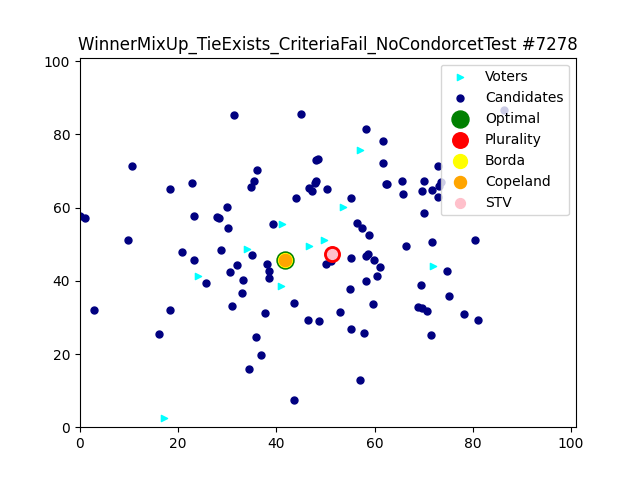 WinnerMixUp_TieExists_CriteriaFail_NoCondorcetTest #7278
100
80
60
40
20
0
0
20
40
60
80
100
Voters
Candidates
Optimal
Plurality
Borda
Copeland
STV